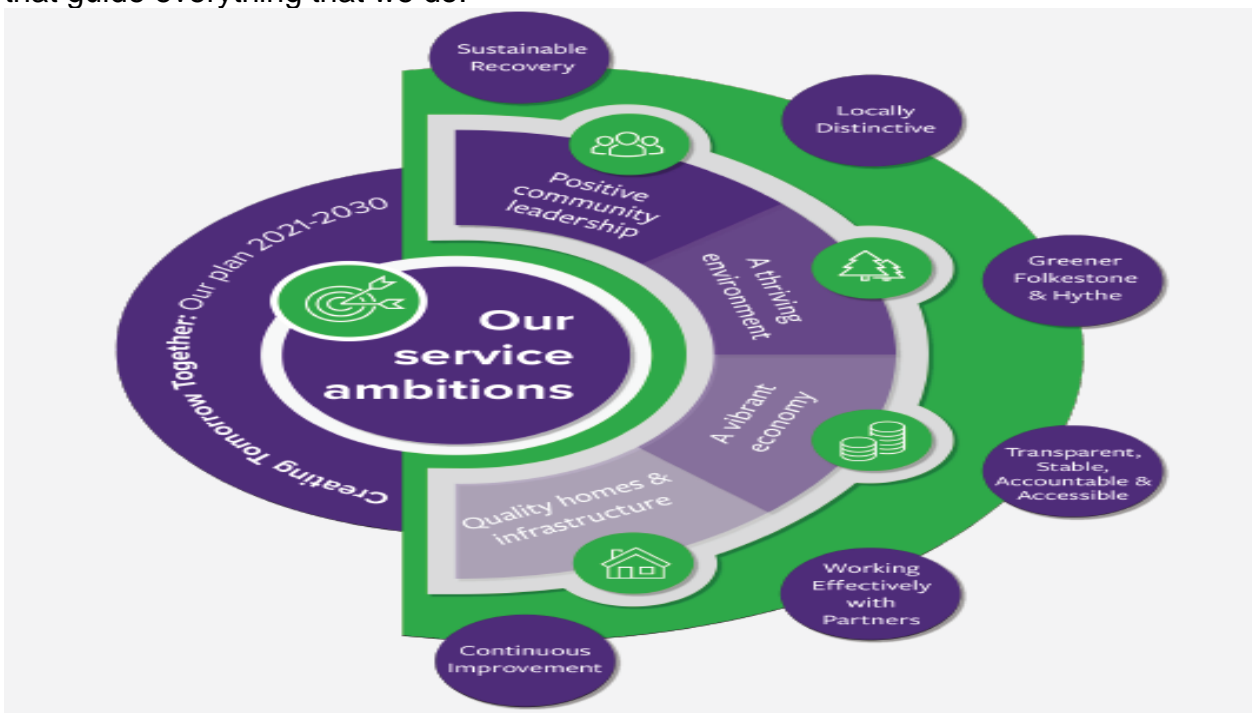 that guide everything that we do.
Sustainable
Recovery
Locally
Distinctive
Positive
community
leadership
Creating Tomorrow Together: Our plan 2021-2030
A thriving
environment
Greener
Folkestone
& Hythe
Our
service
ambitions
A vibrant
economy
Transparent,
Stable,
Accountable &
Accessible
Quality homes &
infrastructure
Working
Effectively
with
Partners
Continuous
Improvement